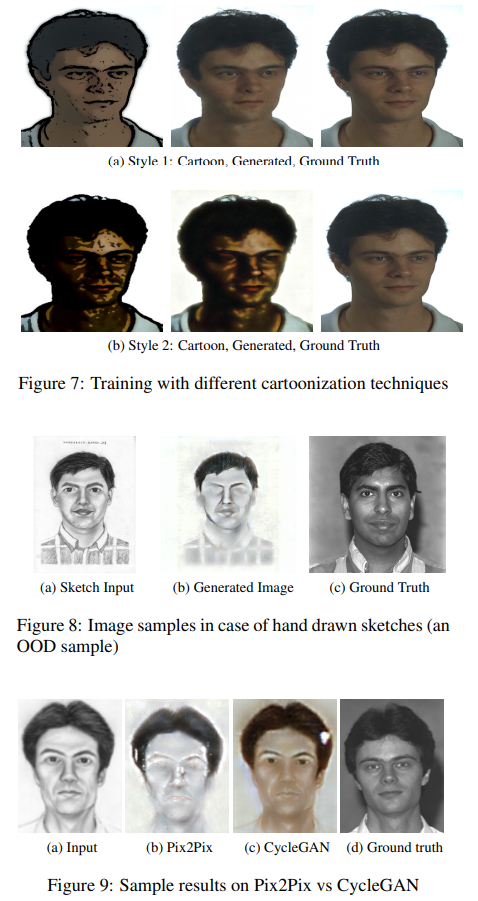 (a) Style 1: Cartoon, Generated, Ground Truth
(b) Style 2: Cartoon, Generated, Ground Truth
Figure 7: Training with different cartoonization techniques
(a) Sketch Input
(b) Generated Image
(c) Ground Truth
Figure 8: Image samples in case of hand drawn sketches (an
OOD sample)
(a) Input
(b) Pix2Pix
(c) CycleGAN
(d) Ground truth
Figure 9: Sample results on Pix2Pix vs CycleGAN